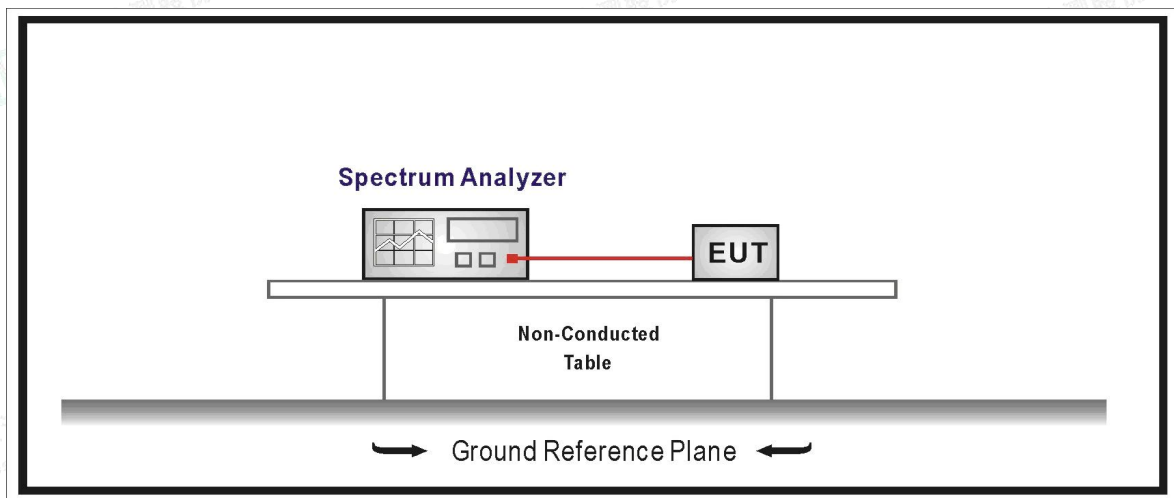 Spectrum Analyzer
EUT
Non-Conducted
Table
Ground Reference Plane